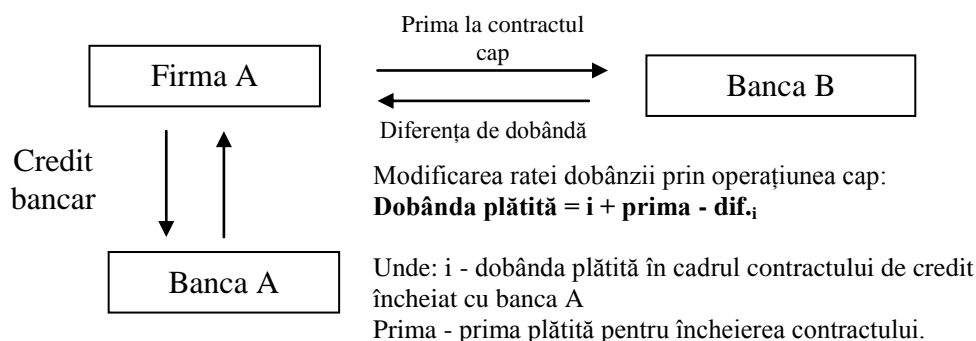 Prima la contractul
cap
Firma A
Banca B
Diferența de dobândă
Credit
bancar
Modificarea ratei dobânzii prin operațiunea cap:
Dobânda plătită = i + prima - dif.i
Banca A
Unde: i - dobânda plătită în cadrul contractului de credit
încheiat cu banca A
Prima - prima plătită pentru încheierea contractului.